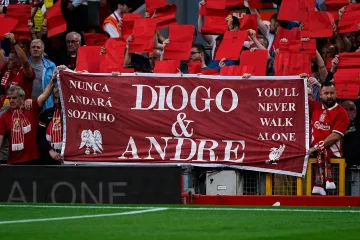 NUNCA
ANDARÁ
SOZINHO
DIOGO
&
ANDRE
YOU'LL
NEVER
WALK
ALONE
ALONE